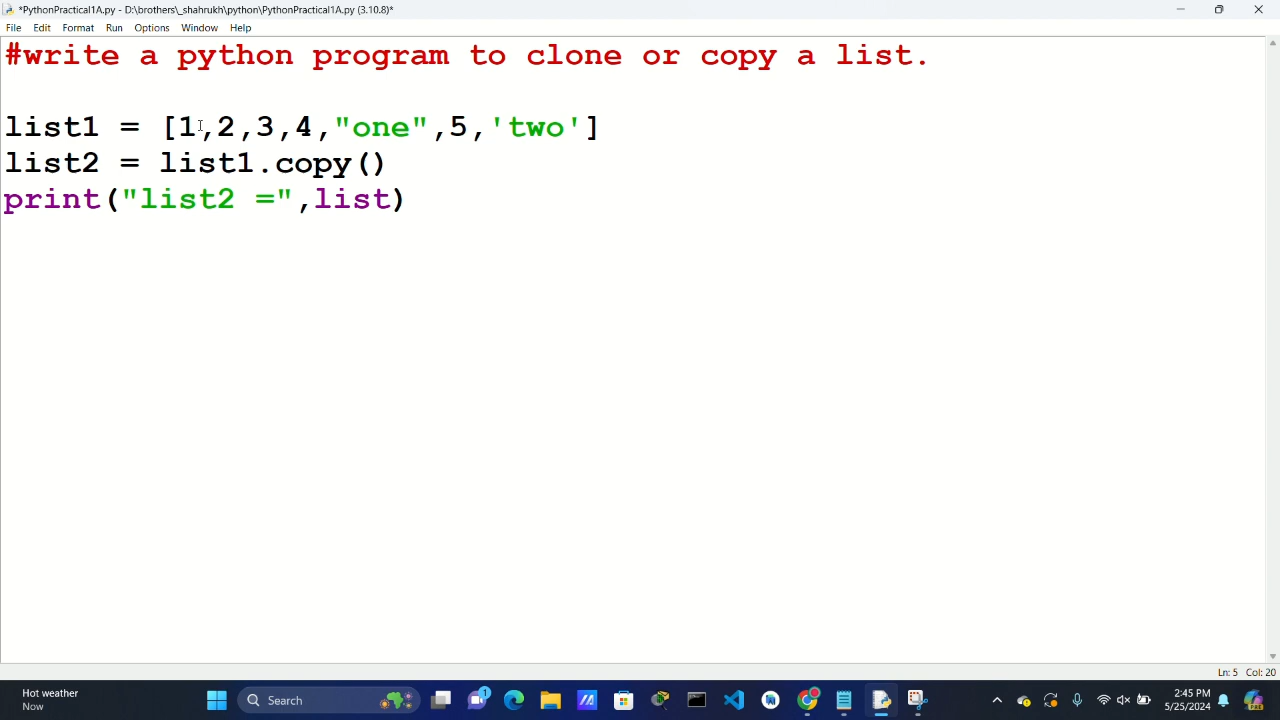 *PythonPractical1A.py - D:\brothers\_shahrukh\python\PythonPractical1A.py (3.10.8)*
File Edit Format Run Options Window Help
#write a python program to clone or copy a list.
list1 = [1,2,3,4,"one",5,'two']
list2 = list1.copy()
print("list2 =",list)
Ln: 5 Col: 20
Hot weather
Now
Search
1
2:45 PM
5/25/2024